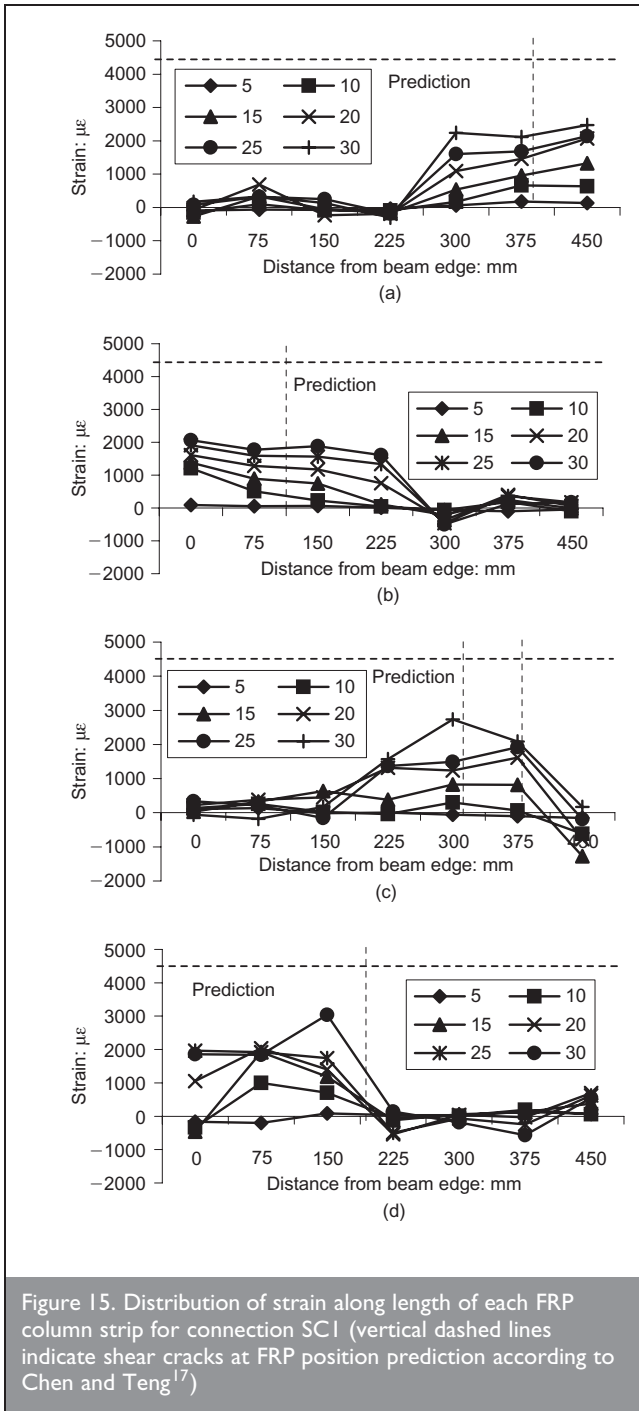 5000
4000
3000
2000
1000
0
−1000
−2000
Strain: με
Prediction
5 10
15 20
25 30
0 75 150 225 300 375 450
Distance from beam edge: mm
(a)
5000
4000
3000
2000
1000
0
−1000
−2000
Strain: με
Prediction
5 10
15 20
25 30
0 75 150 225 300 375 450
Distance from beam edge: mm
(b)
5000
4000
3000
2000
1000
0
−1000
−2000
Strain: με
Prediction
5 10
15 20
25 30
0 75 150 225 300 375 450
Distance from beam edge: mm
(c)
5000
4000
3000
2000
1000
0
−1000
−2000
Strain: με
Prediction
5 10
15 20
25 30
0 75 150 225 300 375 450
Distance from beam edge: mm
(d)
Figure 15. Distribution of strain along length of each FRP
column strip for connection SC1 (vertical dashed lines
indicate shear cracks at FRP position prediction according to
Chen and Teng17)